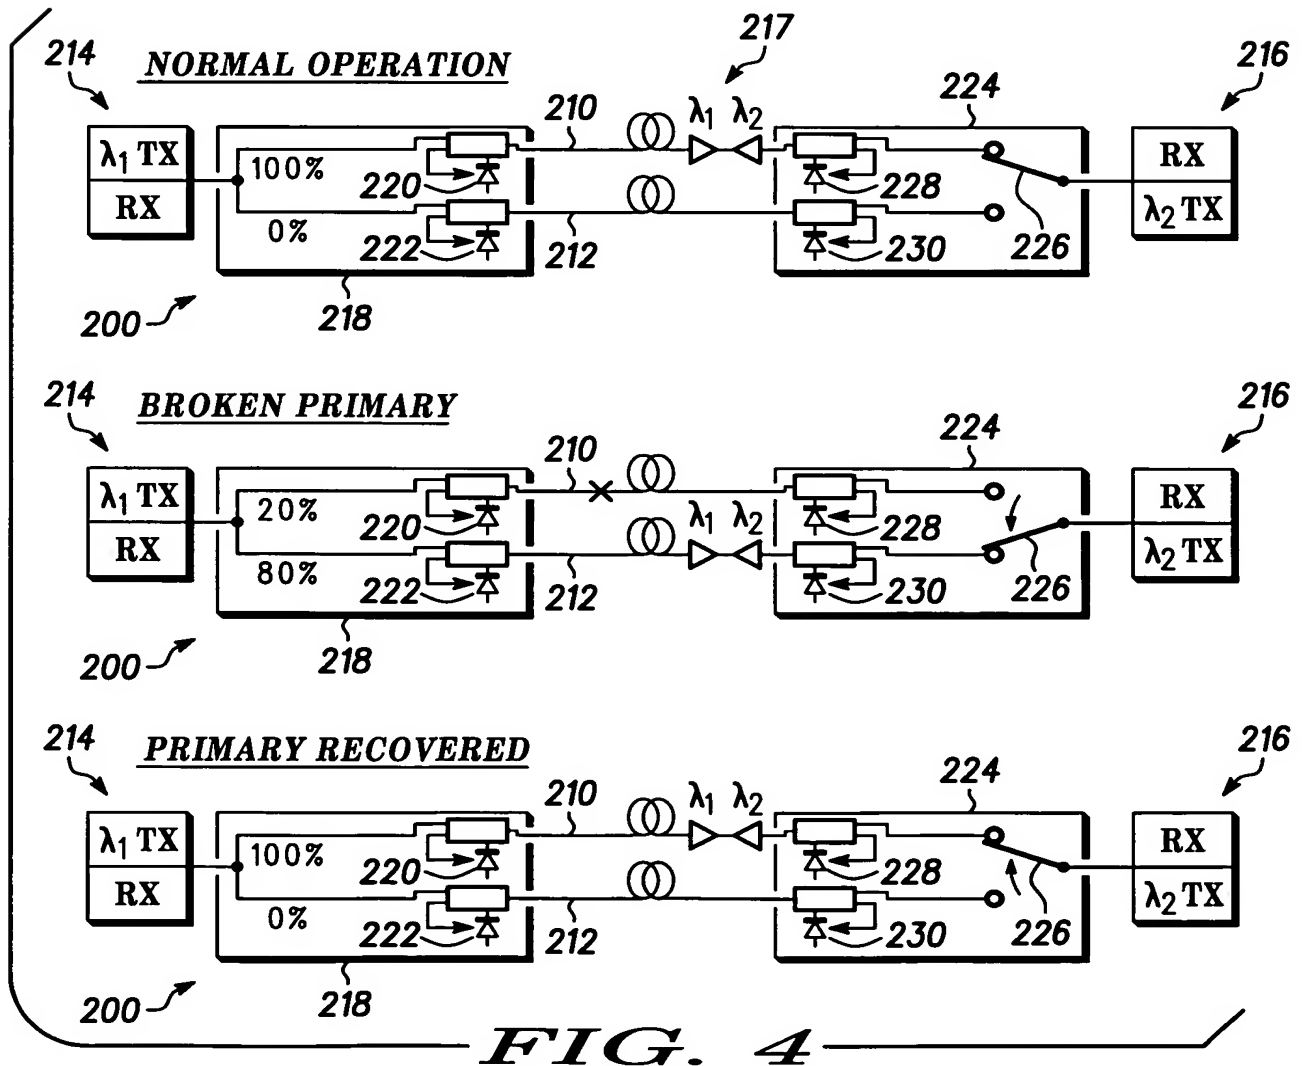 217
214
NORMAL OPERATION
210
λ1 λ2
224
216
λ1 TX
RX
100%
0%
220
222
212
228
230
226
RX
λ2 TX
200
218
214
BROKEN PRIMARY
210
224
216
λ1 TX
RX
20%
80%
220
222
λ1 λ2
212
228
230
226
RX
λ2 TX
200
218
214
PRIMARY RECOVERED
210
λ1 λ2
224
216
λ1 TX
RX
100%
0%
220
222
212
228
230
226
RX
λ2 TX
200
218
FIG. 4